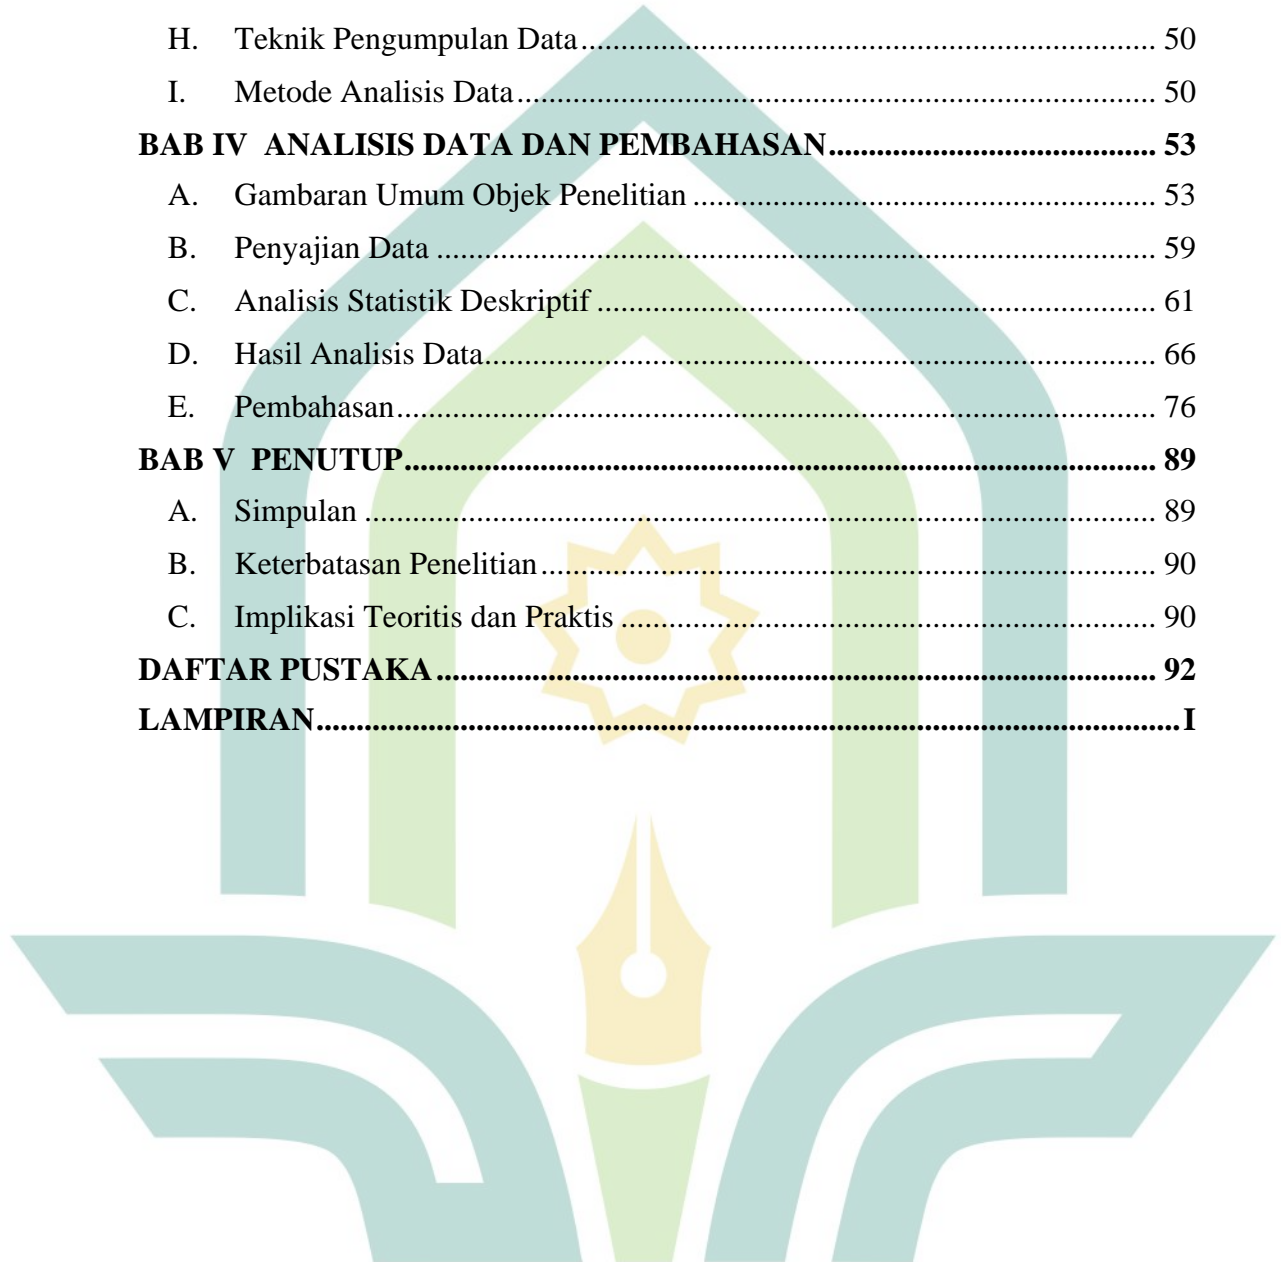 H. Teknik Pengumpulan Data........................................................................ 50
I. Metode Analisis Data................................................................................ 50
BAB IV  ANALISIS DATA DAN PEMBAHASAN......................................... 53
A. Gambaran Umum Objek Penelitian .......................................................... 53
B. Penyajian Data .......................................................................................... 59
C. Analisis Statistik Deskriptif ...................................................................... 61
D. Hasil Analisis Data.................................................................................... 66
E. Pembahasan............................................................................................... 76
BAB V  PENUTUP.............................................................................................. 89
A. Simpulan ................................................................................................... 89
B. Keterbatasan Penelitian............................................................................. 90
C. Implikasi Teoritis dan Praktis ................................................................... 90
DAFTAR PUSTAKA .......................................................................................... 92
LAMPIRAN............................................................................................................I